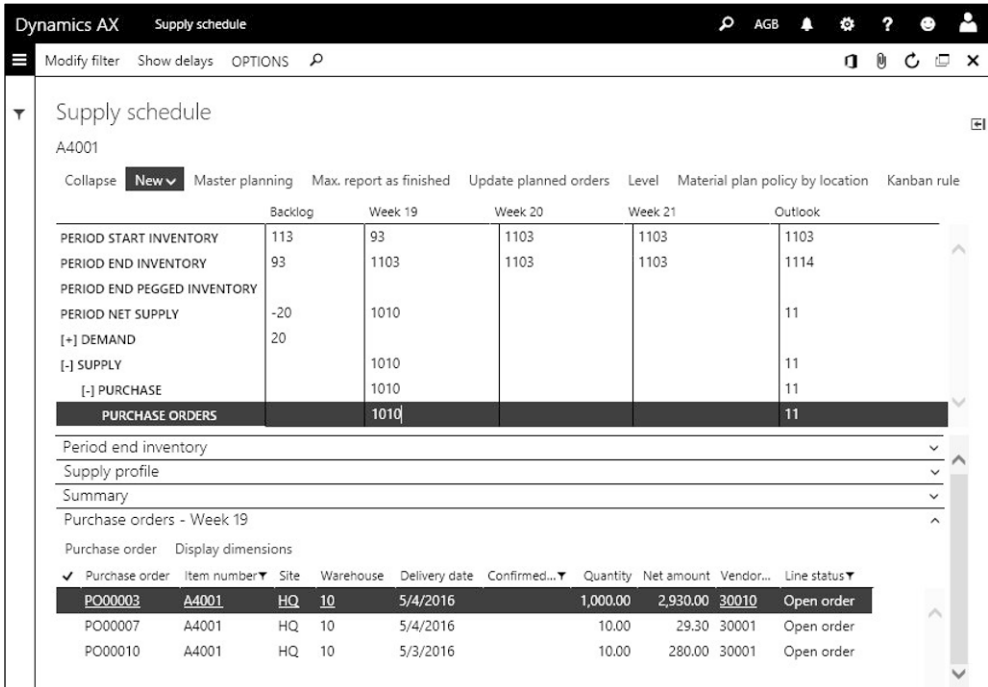 Dynamics AX Supply schedule AGB ?
Modify filter Show delays OPTIONS
Supply schedule
A4001
Collapse New Master planning Max. report as finished Update planned orders Level Material plan policy by location Kanban rule
Backlog Week 19 Week 20 Week 21 Outlook
PERIOD START INVENTORY 113 93 1103 1103 1103
PERIOD END INVENTORY 93 1103 1103 1103 1114
PERIOD END PEGGED INVENTORY
PERIOD NET SUPPLY -20 1010 11
[+] DEMAND 20
[-] SUPPLY 1010 11
[-] PURCHASE 1010 11
PURCHASE ORDERS 1010 11
Period end inventory
Supply profile
Summary
Purchase orders - Week 19
Purchase order Display dimensions
Purchase order Item number Site Warehouse Delivery date Confirmed... Quantity Net amount Vendor... Line status
PO00003 A4001 HQ 10 5/4/2016 1,000.00 2,930.00 30010 Open order
PO00007 A4001 HQ 10 5/4/2016 10.00 29.30 30001 Open order
PO00010 A4001 HQ 10 5/3/2016 10.00 280.00 30001 Open order